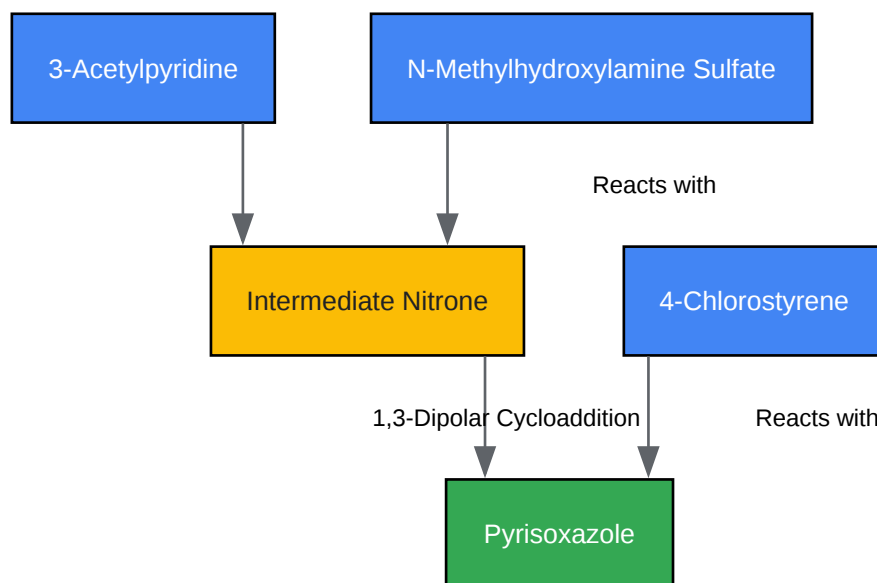 3-Acetylpyridine
N-Methylhydroxylamine Sulfate
Reacts with
Intermediate Nitrone
4-Chlorostyrene
1,3-Dipolar Cycloaddition
Reacts with
Pyrisoxazole